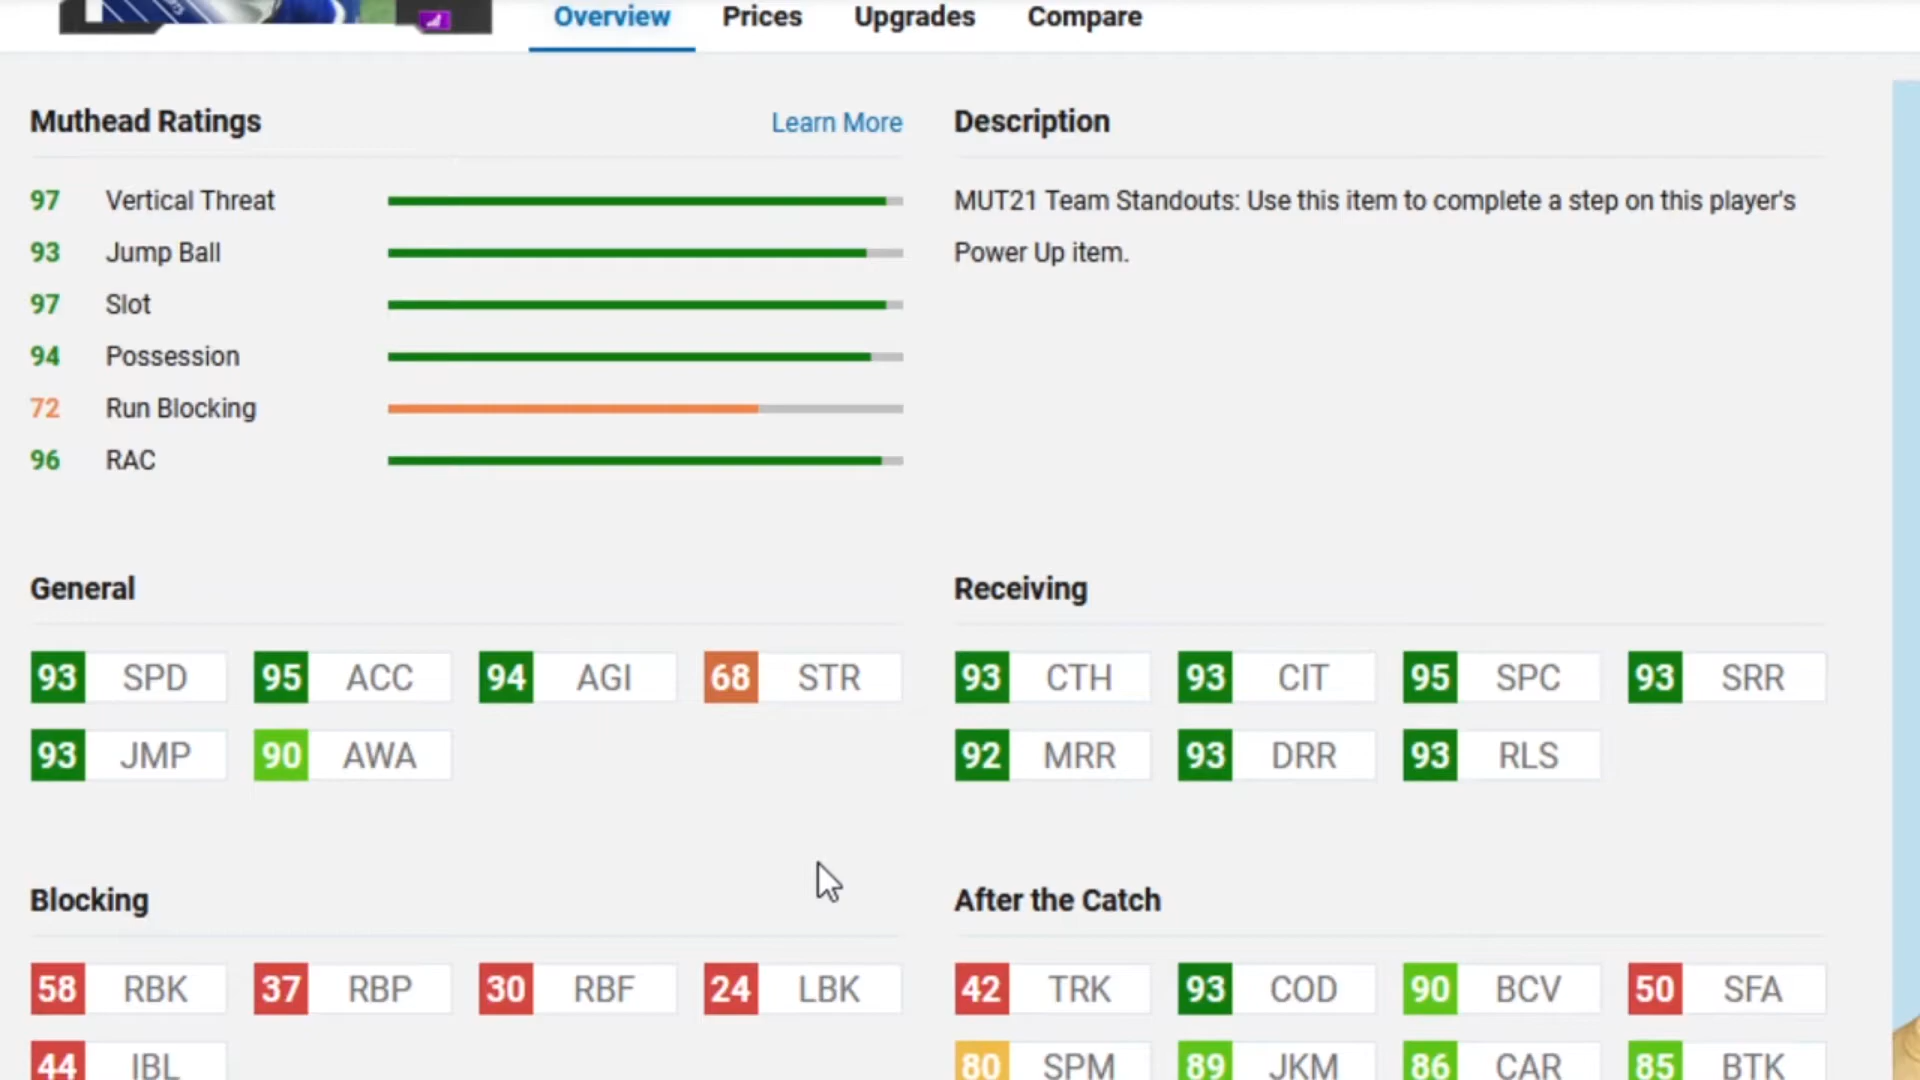 Overview Prices Upgrades Compare
Muthead Ratings Learn More
97 Vertical Threat
93 Jump Ball
97 Slot
94 Possession
72 Run Blocking
96 RAC
Description
MUT21 Team Standouts: Use this item to complete a step on this player's
Power Up item.
General
93 SPD 95 ACC 94 AGI 68 STR
93 JMP 90 AWA
Receiving
93 CTH 93 CIT 95 SPC 93 SRR
92 MRR 93 DRR 93 RLS
Blocking
58 RBK 37 RBP 30 RBF 24 LBK
44 IBL
After the Catch
42 TRK 93 COD 90 BCV 50 SFA
80 SPM 89 JKM 86 CAR 85 BTK